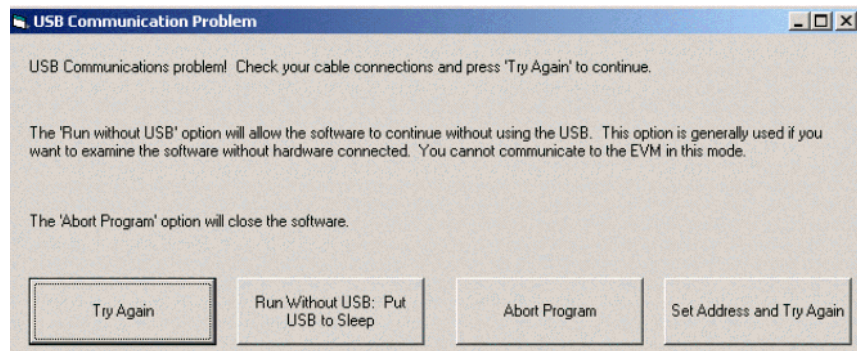 USB Communication Problem
USB Communications problem!  Check your cable connections and press 'Try Again' to continue.
The 'Run without USB' option will allow the software to continue without using the USB.  This option is generally used if you
want to examine the software without hardware connected.  You cannot communicate to the EVM in this mode.
The 'Abort Program' option will close the software.
Try Again
Run Without USB:  Put
USB to Sleep
Abort Program
Set Address and Try Again